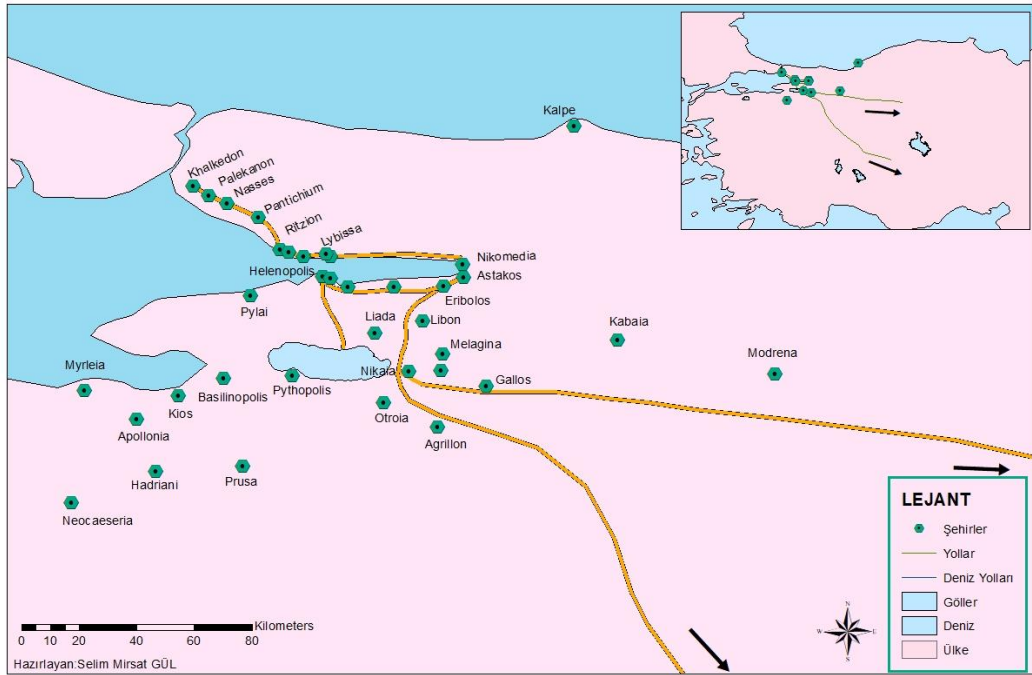 Kalpe
Khalkedon
Palekanon
Nasses
Pantichium
Ritzion
Lybissa
Nikomedia
Helenopolis
Astakos
Eribolos
Pylai
Liada
Libon
Kabaia
Melagina
Modrena
Myrleia
Nikaia
Gallos
Pythopolis
Basilinopolis
Kios
Otroia
Apollonia
Agrillon
Hadriani
Prusa
Neocaeseria
LEJANT
Şehirler
Yollar
Deniz Yolları
Göller
Deniz
Ülke
N
W
E
S
Kilometers
0 10 20 40 60 80
Hazırlayan:Selim Mirsat GÜL